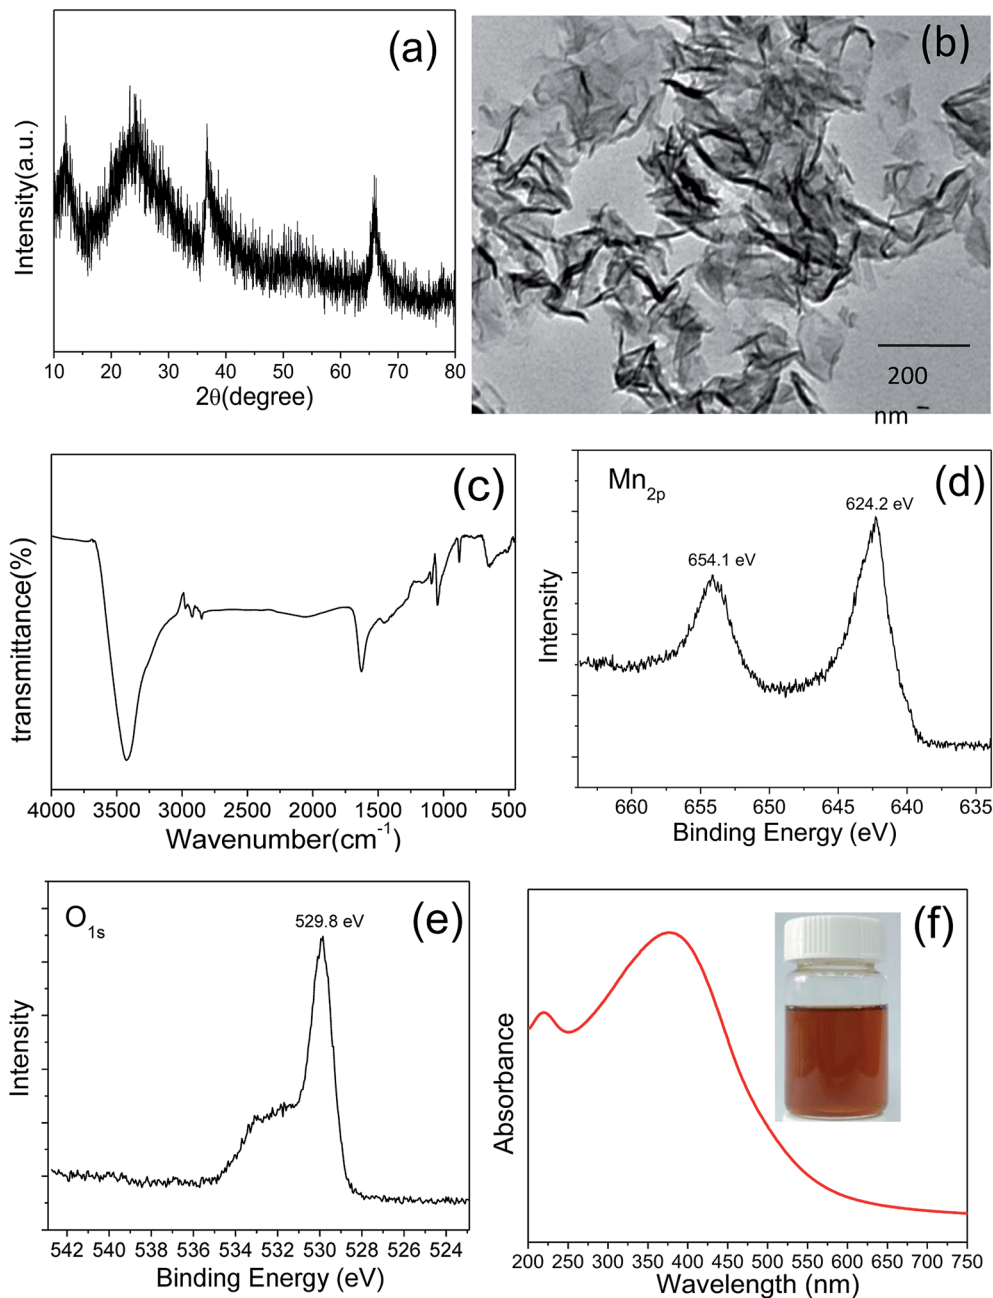 (a)
Intensity(a.u.)
10 20 30 40 50 60 70 80
2θ(degree)
(b)
200
nm
(c)
transmittance(%)
4000 3500 3000 2500 2000 1500 1000 500
Wavenumber(cm-1)
(d)
Mn2p
624.2 eV
654.1 eV
Intensity
660 655 650 645 640 635
Binding Energy (eV)
(e)
O1s
529.8 eV
Intensity
542 540 538 536 534 532 530 528 526 524
Binding Energy (eV)
(f)
Absorbance
200 250 300 350 400 450 500 550 600 650 700 750
Wavelength (nm)